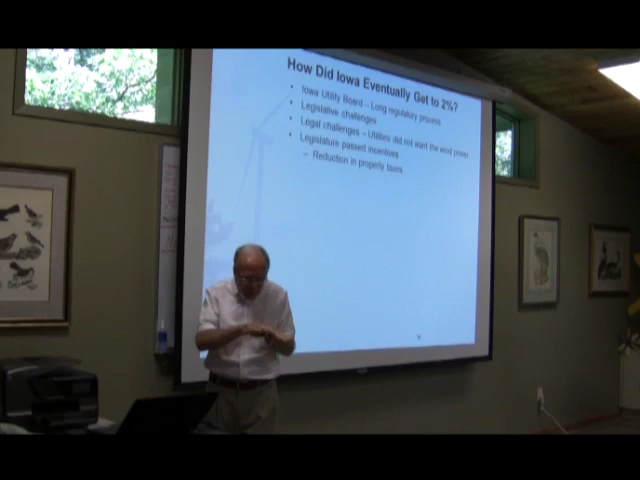 How Did Iowa Eventually Get to 2%?
• Iowa Utility Board – Long regulatory process
• Legislative challenges
• Legal challenges – Utilities did not want the wind power
• Legislature passed incentives
– Reduction in property taxes